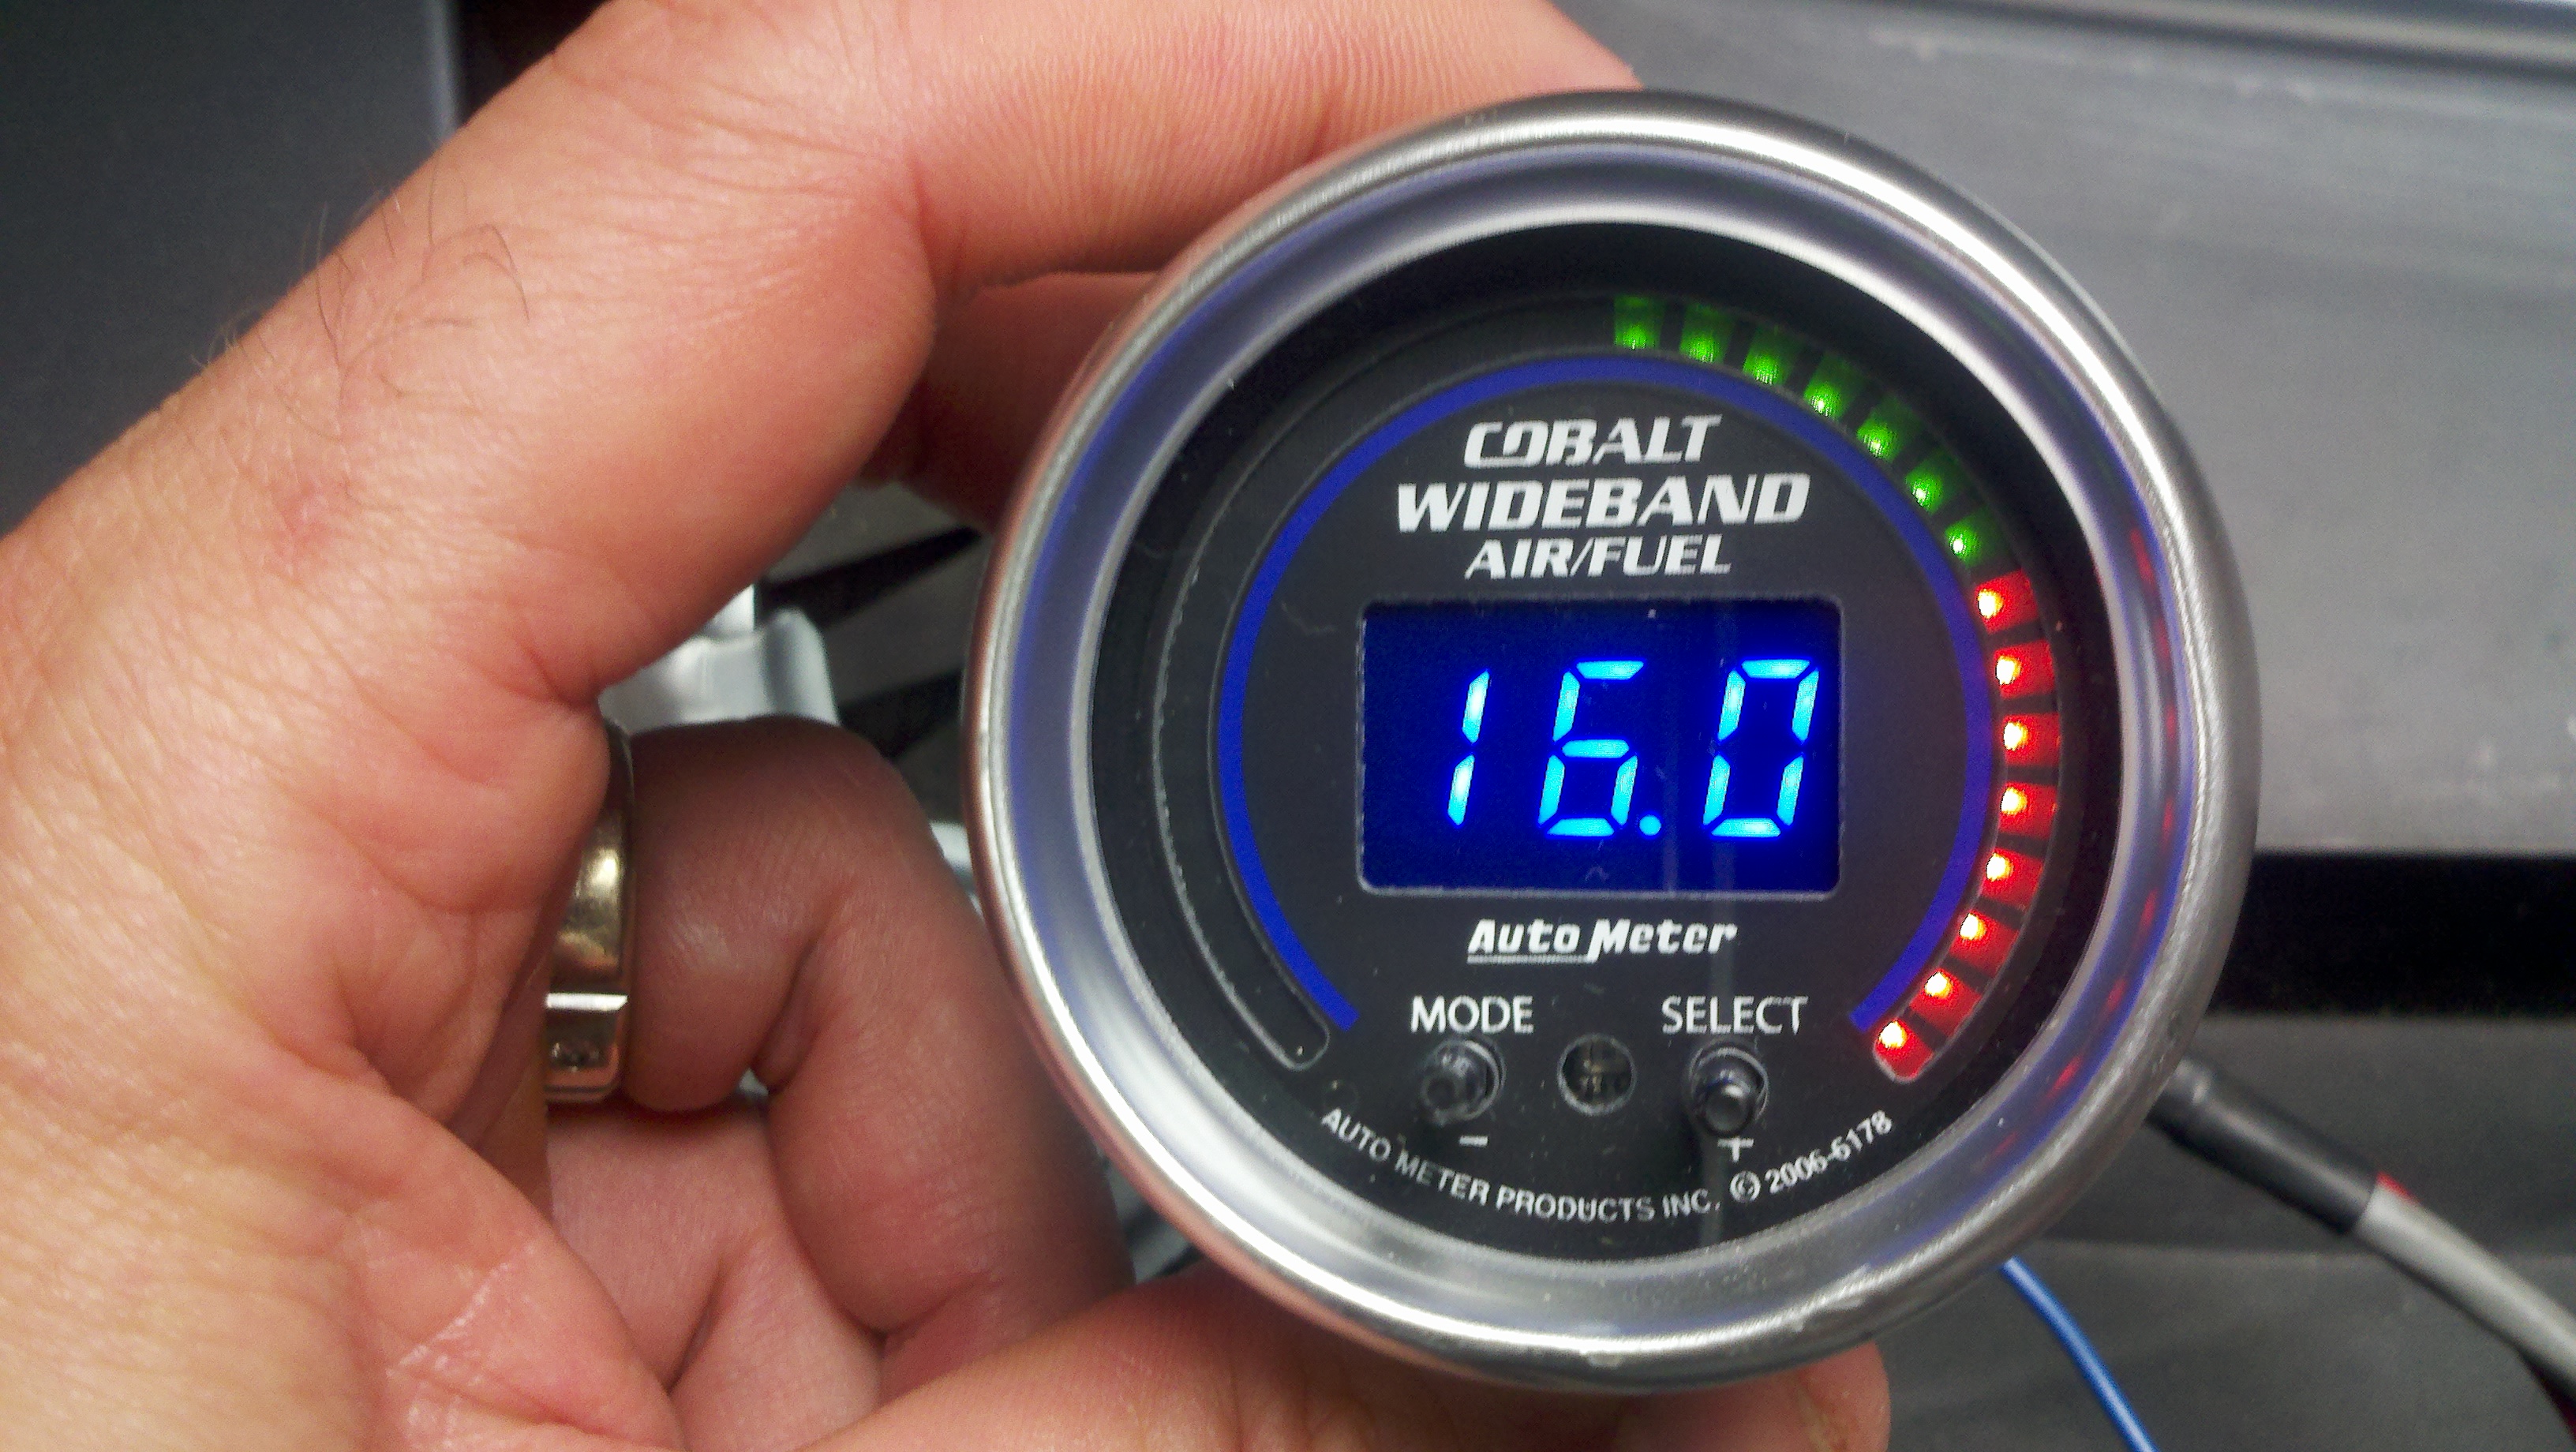 COBALT
WIDEBAND
AIR/FUEL
16.0
Auto Meter
MODE SELECT
- +
AUTO METER PRODUCTS INC. © 2006-6178